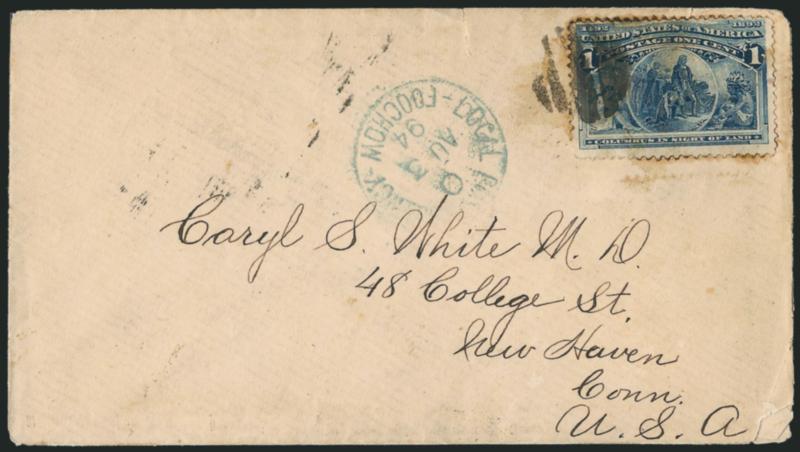 1492 1892
UNITED STATES OF AMERICA
POSTAGE ONE CENT
1 1
COLUMBUS IN SIGHT OF LAND
LOCAL FOOCHOW
AU
94
Caryl S. White M. D.
48 College St.
New Haven
Conn.
U. S. A